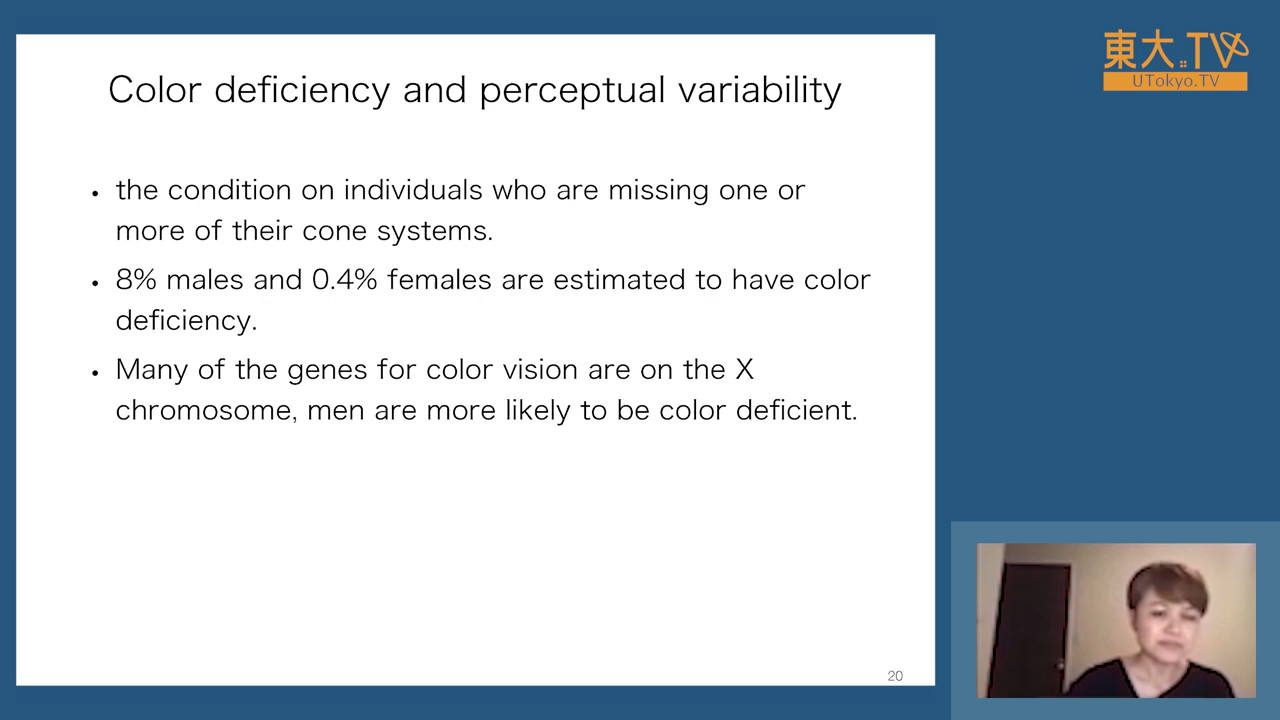 Color deficiency and perceptual variability
• the condition on individuals who are missing one or
more of their cone systems.
• 8% males and 0.4% females are estimated to have color
deficiency.
• Many of the genes for color vision are on the X
chromosome, men are more likely to be color deficient.
20
東大.TV
UTokyo.TV